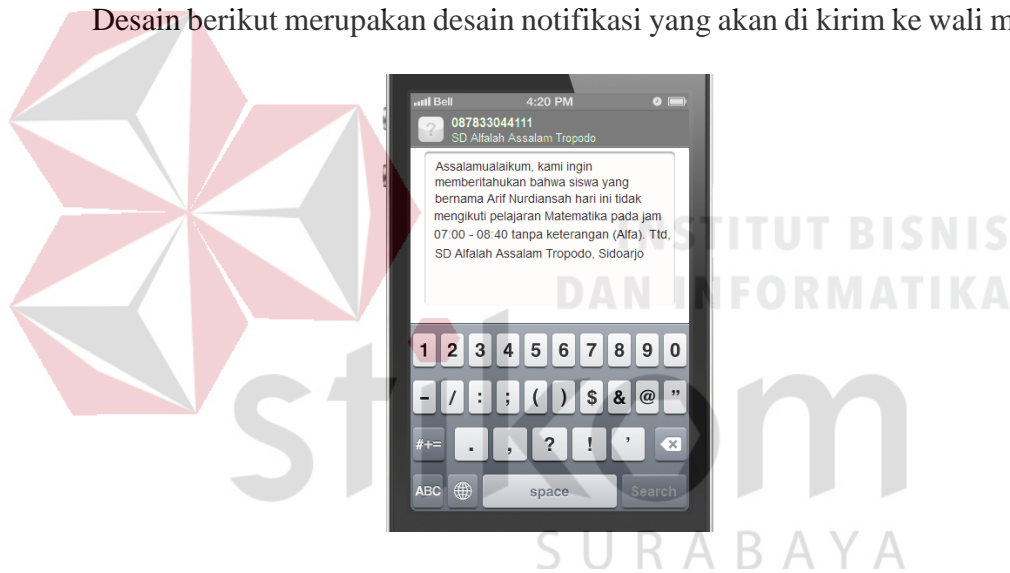 Desain berikut merupakan desain notifikasi yang akan di kirim ke wali m
Bell 4:20 PM
087833044111
SD Alfalah Assalam Tropodo
Assalamualaikum, kami ingin
memberitahukan bahwa siswa yang
bernama Arif Nurdiansah hari ini tidak
mengikuti pelajaran Matematika pada jam
07:00 - 08:40 tanpa keterangan (Alfa). Ttd,
SD Alfalah Assalam Tropodo, Sidoarjo
INSTITUT BISNIS
DAN INFORMATIKA
1 2 3 4 5 6 7 8 9 0
- / : ; ( ) $ & @ "
#+= . , ? ! '
ABC space Search
stikom
SURABAYA